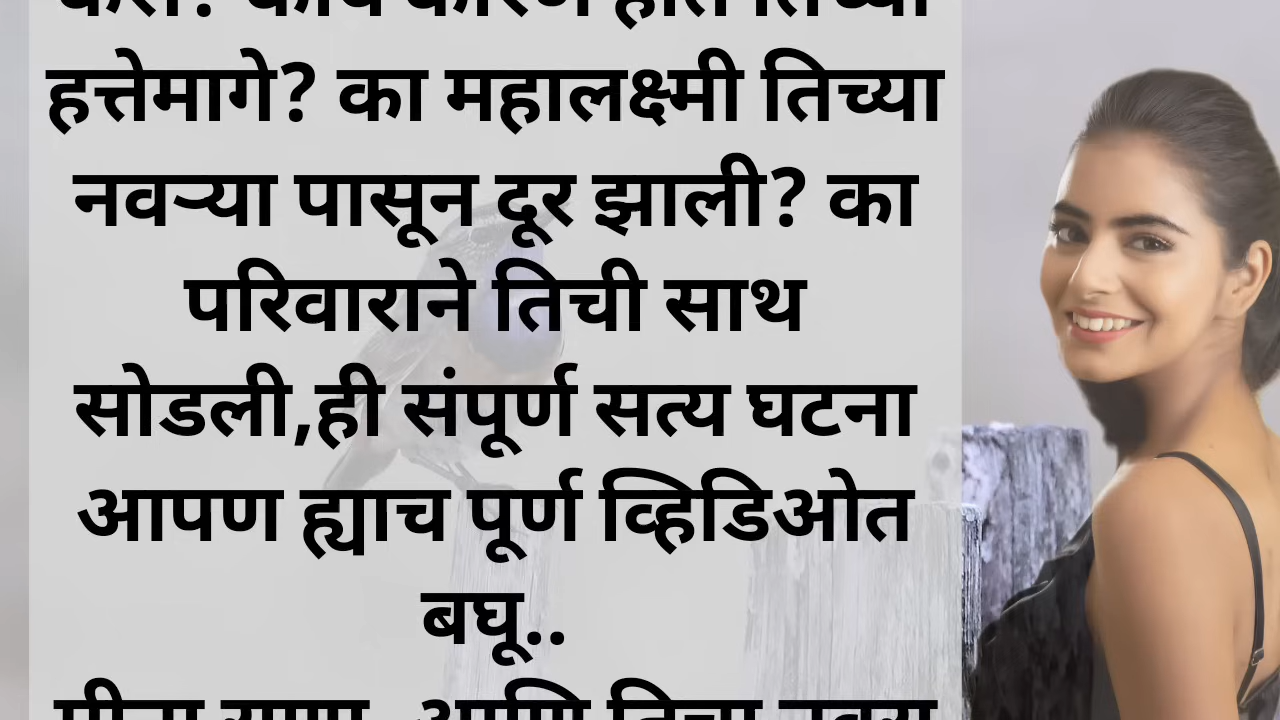 हत्तेमागे? का महालक्ष्मी तिच्या
नवऱ्या पासून दूर झाली? का
परिवाराने तिची साथ
सोडली,ही संपूर्ण सत्य घटना
आपण ह्याच पूर्ण व्हिडिओत
बघू..